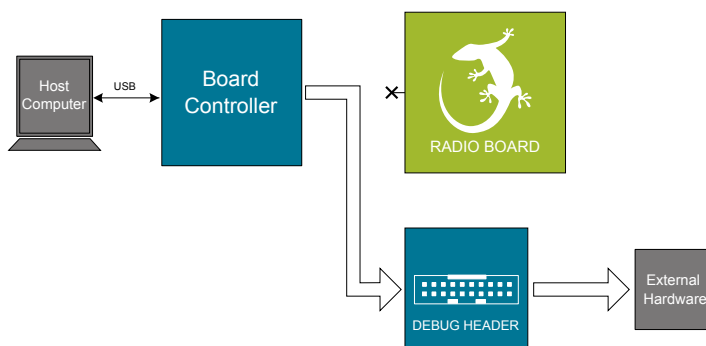 Host
Computer
USB
Board
Controller
RADIO BOARD
DEBUG HEADER
External
Hardware